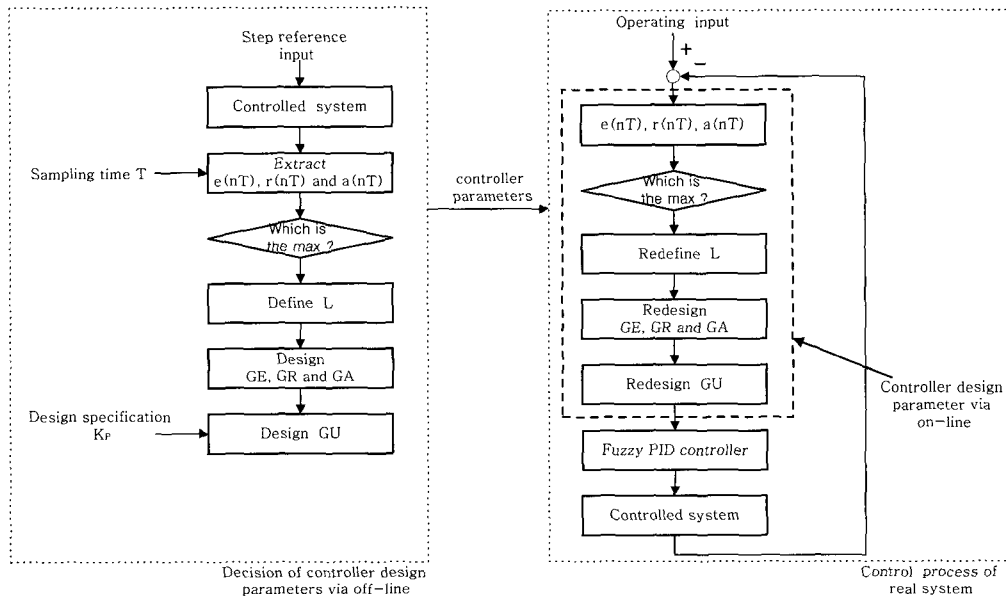 Step reference
input
Controlled system
Extract
e(nT), r(nT) and a(nT)
Sampling time T
Which is
the max ?
Define L
Design
GE, GR and GA
Design specification
KP
Design GU
Decision of controller design
parameters via off-line
controller
parameters
Operating input
+
−
e(nT), r(nT), a(nT)
Which is
the max ?
Redefine L
Redesign
GE, GR and GA
Redesign GU
Controller design
parameter via
on-line
Fuzzy PID controller
Controlled system
Control process of
real system